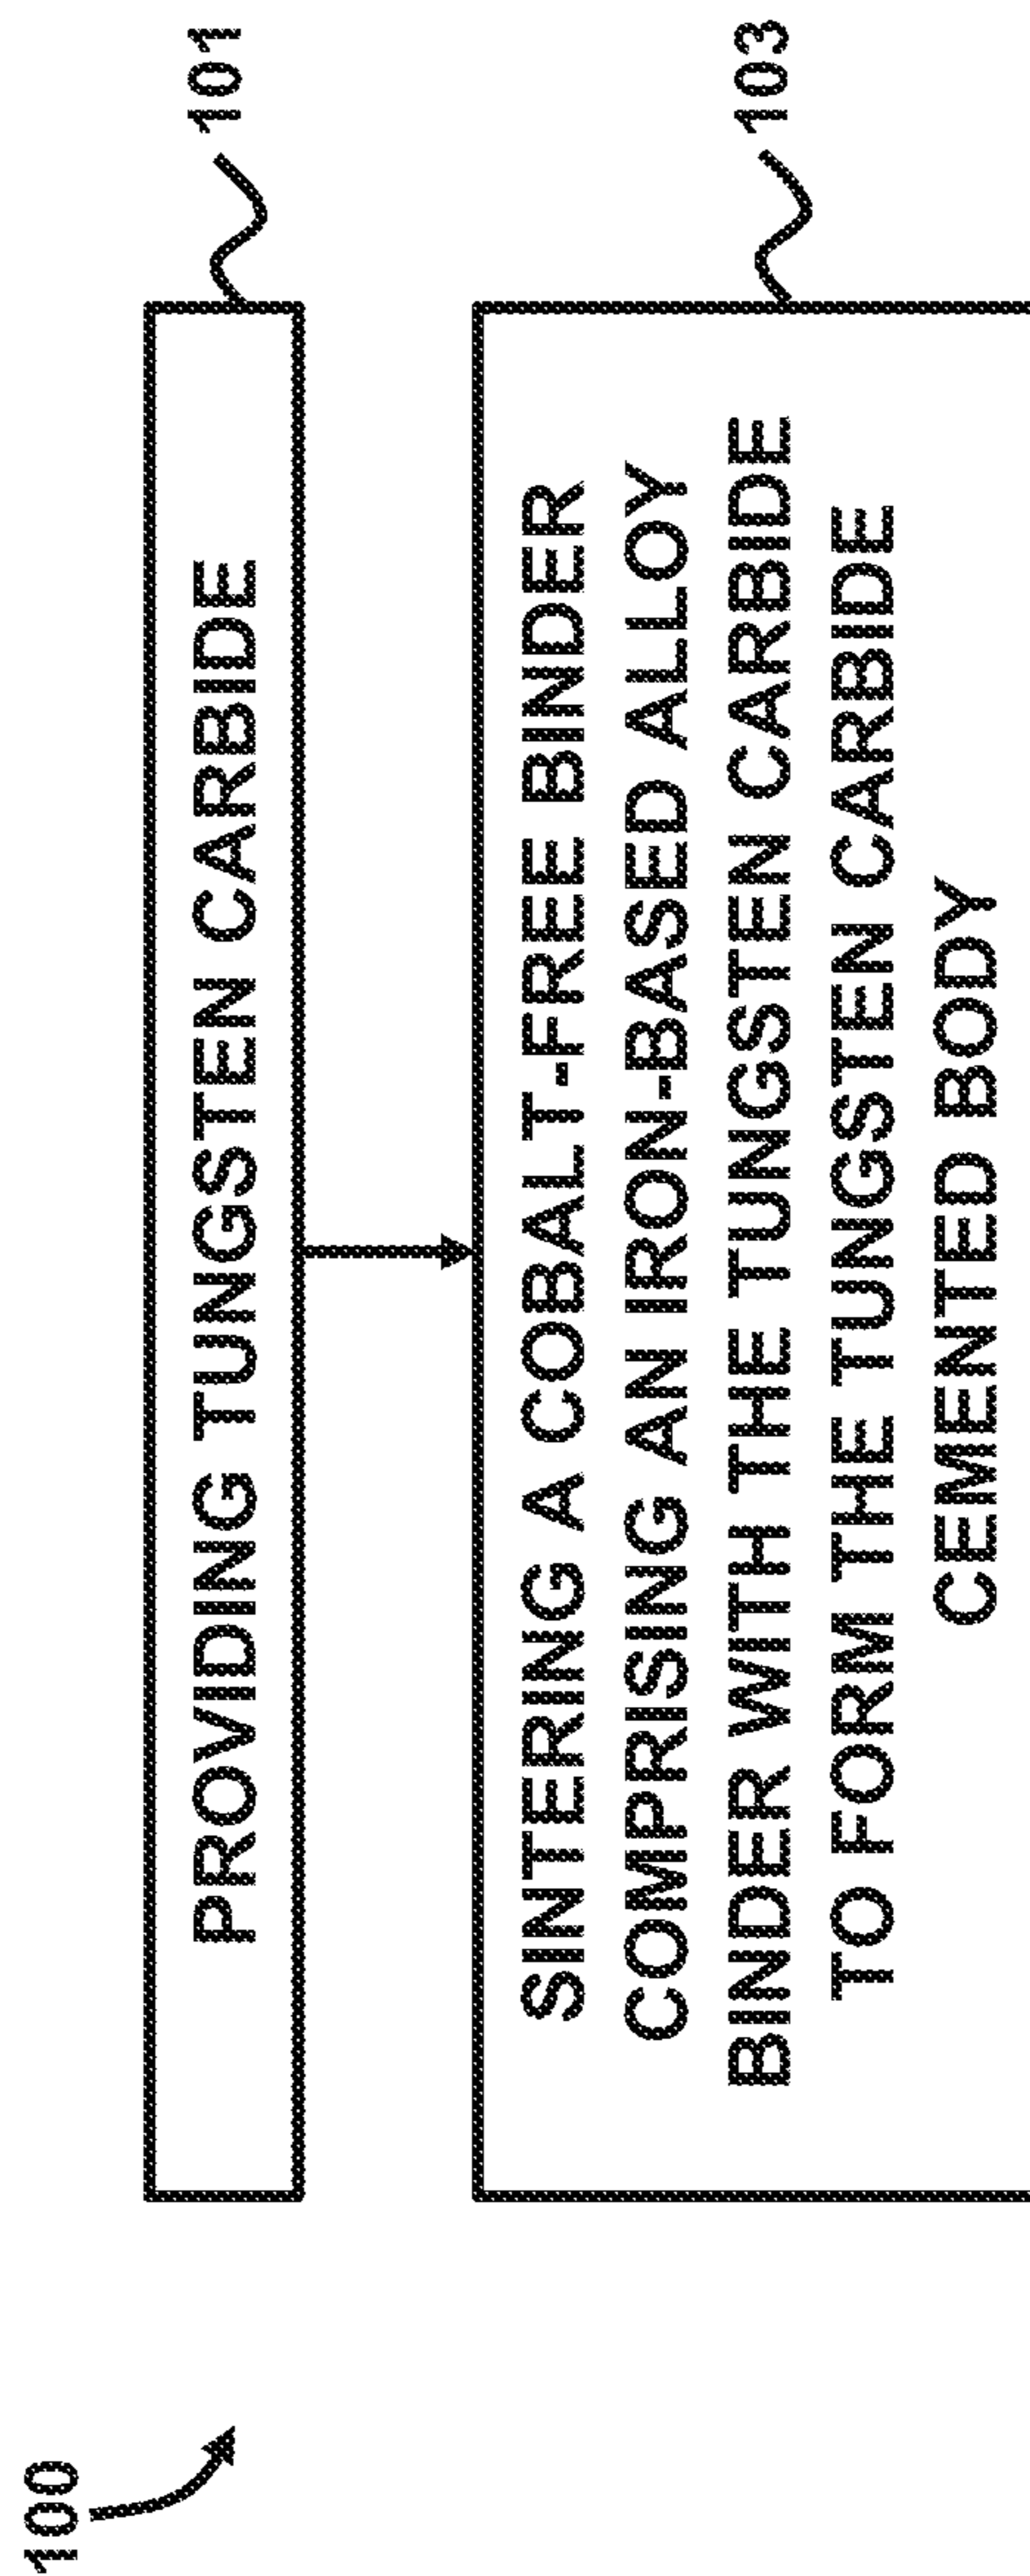 100
PROVIDING TUNGSTEN CARBIDE
101
SINTERING A COBALT-FREE BINDER
COMPRISING AN IRON-BASED ALLOY
BINDER WITH THE TUNGSTEN CARBIDE
TO FORM THE TUNGSTEN CARBIDE
CEMENTED BODY
103